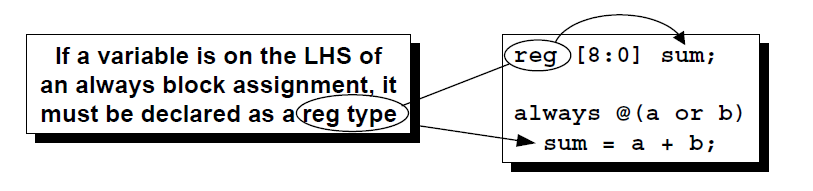 If a variable is on the LHS of
an always block assignment, it
must be declared as a reg type
reg [8:0] sum;
always @(a or b)
sum = a + b;